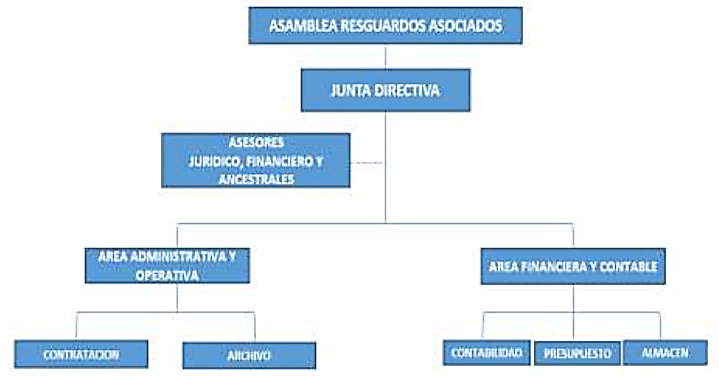 ASAMBLEA RESGUARDOS ASOCIADOS
JUNTA DIRECTIVA
ASESORES
JURIDICO, FINANCIERO Y
ANCESTRALES
AREA ADMINISTRATIVA Y
OPERATIVA
AREA FINANCIERA Y CONTABLE
CONTRATACION
ARCHIVO
CONTABILIDAD
PRESUPUESTO
ALMACEN